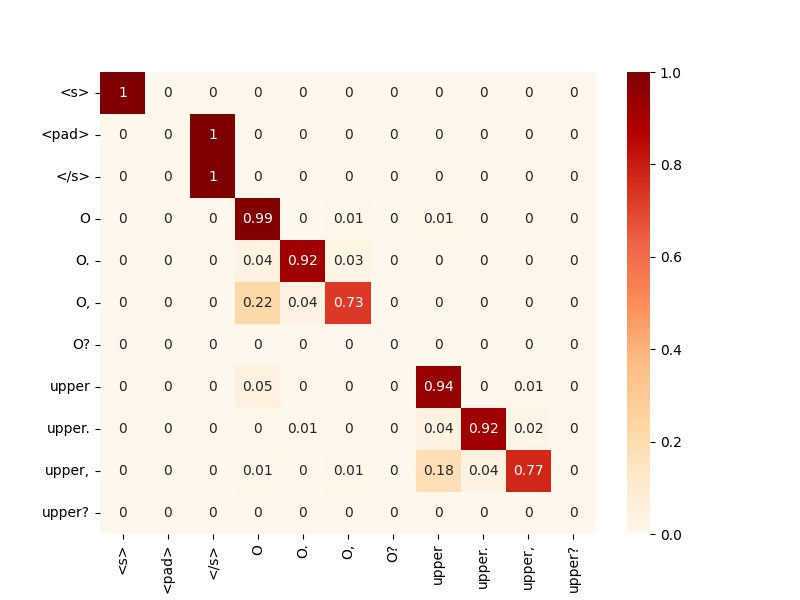 <s> 1 0 0 0 0 0 0 0 0 0 0
<pad> 0 0 1 0 0 0 0 0 0 0 0
</s> 0 0 1 0 0 0 0 0 0 0 0
O 0 0 0 0.99 0 0.01 0 0.01 0 0 0
O. 0 0 0 0.04 0.92 0.03 0 0 0 0 0
O, 0 0 0 0.22 0.04 0.73 0 0 0 0 0
O? 0 0 0 0 0 0 0 0 0 0 0
upper 0 0 0 0.05 0 0 0 0.94 0 0.01 0
upper. 0 0 0 0 0.01 0 0 0.04 0.92 0.02 0
upper, 0 0 0 0.01 0 0.01 0 0.18 0.04 0.77 0
upper? 0 0 0 0 0 0 0 0 0 0 0
<s> <pad> </s> O O. O, O? upper upper. upper, upper?
1.0
0.8
0.6
0.4
0.2
0.0